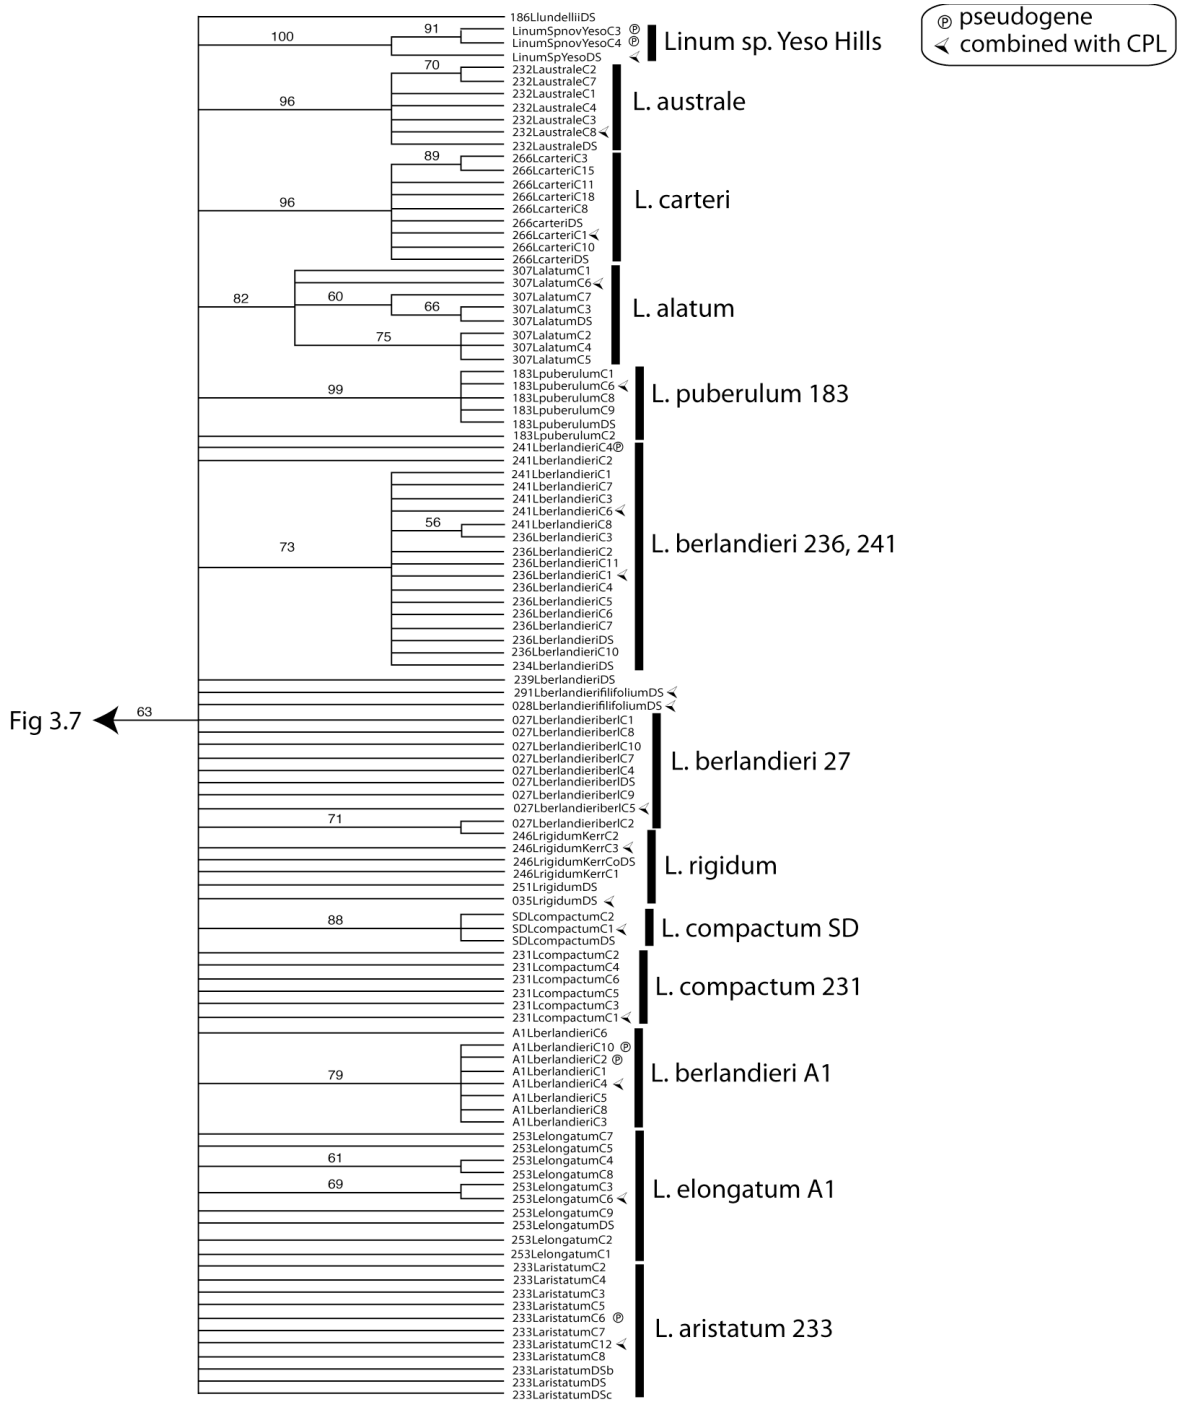 186LlundelliiDS
100
91
LinumSpnovYesoC3 Ⓟ
LinumSpnovYesoC4 Ⓟ
LinumSpYesoDS
Linum sp. Yeso Hills
Ⓟ pseudogene
combined with CPL
96
70
232LaustraleC2
232LaustraleC7
232LaustraleC1
232LaustraleC4
232LaustraleC3
232LaustraleC8
232LaustraleDS
L. australe
96
89
266LcarteriC3
266LcarteriC15
266LcarteriC11
266LcarteriC18
266LcarteriC8
266carteriDS
266LcarteriC1
266LcarteriC10
266LcarteriDS
L. carteri
82
60
66
75
307LalatumC1
307LalatumC6
307LalatumC7
307LalatumC3
307LalatumDS
307LalatumC2
307LalatumC4
307LalatumC5
L. alatum
99
183LpuberulumC1
183LpuberulumC6
183LpuberulumC8
183LpuberulumC9
183LpuberulumDS
183LpuberulumC2
L. puberulum 183
241LberlandieriC4Ⓟ
241LberlandieriC2
73
56
241LberlandieriC1
241LberlandieriC7
241LberlandieriC3
241LberlandieriC6
241LberlandieriC8
236LberlandieriC3
236LberlandieriC2
236LberlandieriC11
236LberlandieriC1
236LberlandieriC4
236LberlandieriC5
236LberlandieriC6
236LberlandieriC7
236LberlandieriDS
236LberlandieriC10
234LberlandieriDS
L. berlandieri 236, 241
239LberlandieriDS
291LberlandierifilifoliumDS
028LberlandierifilifoliumDS
Fig 3.7
63
027LberlandieriberlC1
027LberlandieriberlC8
027LberlandieriberlC10
027LberlandieriberlC7
027LberlandieriberlC4
027LberlandieriberlDS
027LberlandieriberlC9
027LberlandieriberlC5
71
027LberlandieriberlC2
L. berlandieri 27
246LrigidumKerrC2
246LrigidumKerrC3
246LrigidumKerrCoDS
246LrigidumKerrC1
251LrigidumDS
035LrigidumDS
L. rigidum
88
SDLcompactumC2
SDLcompactumC1
SDLcompactumDS
L. compactum SD
231LcompactumC2
231LcompactumC4
231LcompactumC6
231LcompactumC5
231LcompactumC3
231LcompactumC1
L. compactum 231
A1LberlandieriC6
79
A1LberlandieriC10 Ⓟ
A1LberlandieriC2 Ⓟ
A1LberlandieriC1
A1LberlandieriC4
A1LberlandieriC5
A1LberlandieriC8
A1LberlandieriC3
L. berlandieri A1
253LelongatumC7
253LelongatumC5
61
253LelongatumC4
253LelongatumC8
69
253LelongatumC3
253LelongatumC6
253LelongatumC9
253LelongatumDS
253LelongatumC2
253LelongatumC1
L. elongatum A1
233LaristatumC2
233LaristatumC4
233LaristatumC3
233LaristatumC5
233LaristatumC6 Ⓟ
233LaristatumC7
233LaristatumC12
233LaristatumC8
233LaristatumDSb
233LaristatumDS
233LaristatumDSc
L. aristatum 233